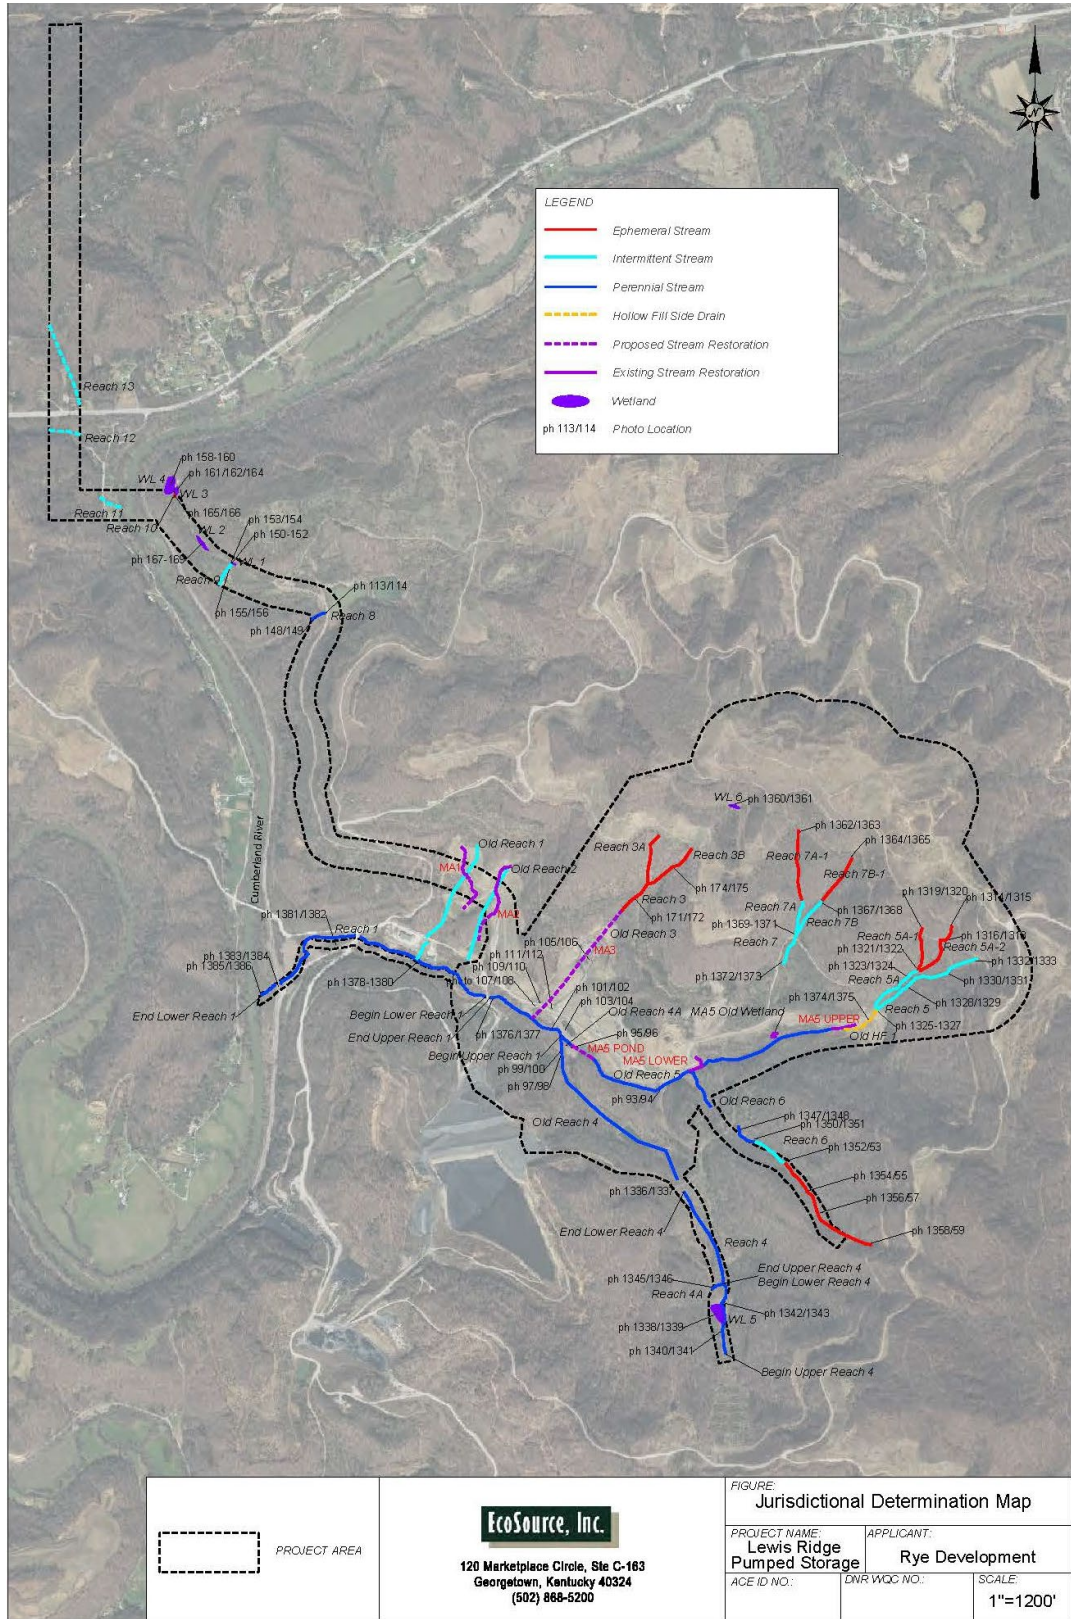 N
LEGEND
Ephemeral Stream
Intermittent Stream
Perennial Stream
Hollow Fill Side Drain
Proposed Stream Restoration
Existing Stream Restoration
Wetland
ph 113/114 Photo Location
Reach 13
Reach 12
ph 158-160
WL 4
ph 161/162/164
WL 3
Reach 11
Reach 10
ph 165/166
WL 2
ph 153/154
ph 150-152
ph 167-169
WL 1
Reach 9
ph 155/156
ph 113/114
Reach 8
ph 148/149
Cumberland River
WL 6
ph 1360/1361
ph 1362/1363
ph 1364/1365
Old Reach 1
Reach 3A
Reach 3B
Reach 7A-1
Reach 7B-1
MA1
Old Reach 2
ph 174/175
ph 1319/1320
ph 1314/1315
Reach 3
Reach 7A
ph 1367/1368
MA2
ph 171/172
ph 1369-1371
Reach 7B
ph 1381/1382
Reach 1
Old Reach 3
Reach 7
Reach 5A-1
ph 1321/1322
Reach 5A-2
ph 105/106
MA3
ph 1332/1333
ph 1383/1384
ph 1385/1386
ph 111/112
ph 109/110
ph 1372/1373
ph 1323/1324
Reach 5A
ph 1330/1331
ph 1378-1380
ph 101/102
ph 103/104
ph 1374/1375
Reach 5
ph 1328/1329
End Lower Reach 1
Begin Lower Reach 1
Old Reach 4A
MA5 Old Wetland
MA5 UPPER
ph 1325-1327
End Upper Reach 1
ph 1376/1377
ph 95/96
Old HF 1
Begin Upper Reach 1
MA5 POND
MA5 LOWER
ph 99/100
ph 97/98
Old Reach 5
ph 93/94
Old Reach 6
Old Reach 4
ph 1347/1348
ph 1350/1351
Reach 6
ph 1352/53
ph 1354/55
ph 1356/57
ph 1358/59
End Lower Reach 4
Reach 4
End Upper Reach 4
Begin Lower Reach 4
ph 1345/1346
Reach 4A
ph 1342/1343
ph 1338/1339
WL 5
ph 1340/1341
Begin Upper Reach 4
PROJECT AREA
EcoSource, Inc.
120 Marketplace Circle, Ste C-163
Georgetown, Kentucky 40324
(502) 868-5200
FIGURE:
Jurisdictional Determination Map
PROJECT NAME:
Lewis Ridge
Pumped Storage
APPLICANT:
Rye Development
ACE ID NO.:
DNR WQC NO.:
SCALE:
1"=1200'